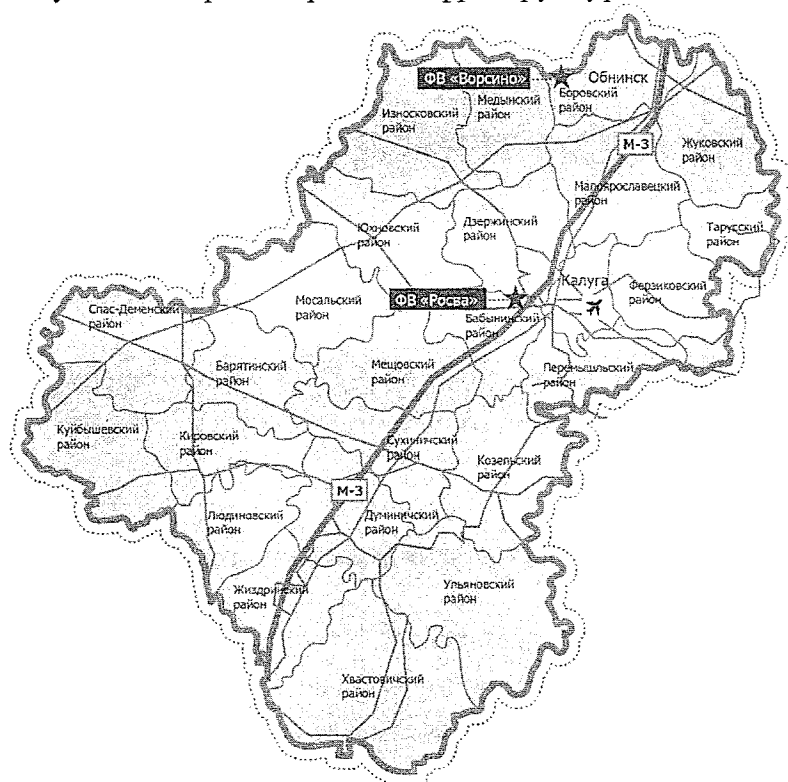 ФВ «Ворсино»
Обнинск
Боровский
район
Медынский
район
Износковский
район
М-3
Жуковский
район
Малоярославецкий
район
Дзержинский
район
Юхновский
район
Тарусский
район
Калуга
Ферзиковский
район
ФВ «Росва»
Мосальский
район
Спас-Деменский
район
Бабынинский
район
Барятинский
район
Мещовский
район
Перемышльский
район
Куйбышевский
район
Кировский
район
Сухиничский
район
Козельский
район
М-3
Людиновский
район
Думиничский
район
Жиздринский
район
Ульяновский
район
Хвастовичский
район